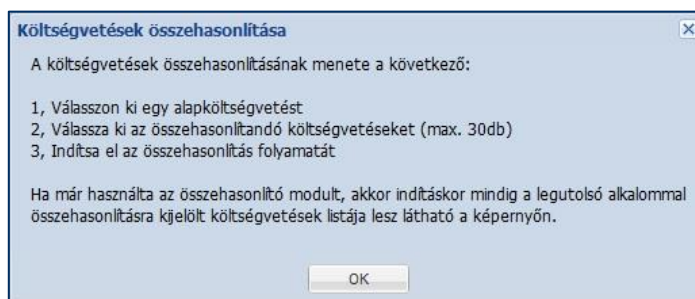 Költségvetések összehasonlítása
A költségvetések összehasonlításának menete a következő:
1, Válasszon ki egy alapköltségvetést
2, Válassza ki az összehasonlítandó költségvetéseket (max. 30db)
3, Indítsa el az összehasonlítás folyamatát
Ha már használta az összehasonlító modult, akkor indításkor mindig a legutolsó alkalommal
összehasonlításra kijelölt költségvetések listája lesz látható a képernyőn.
OK